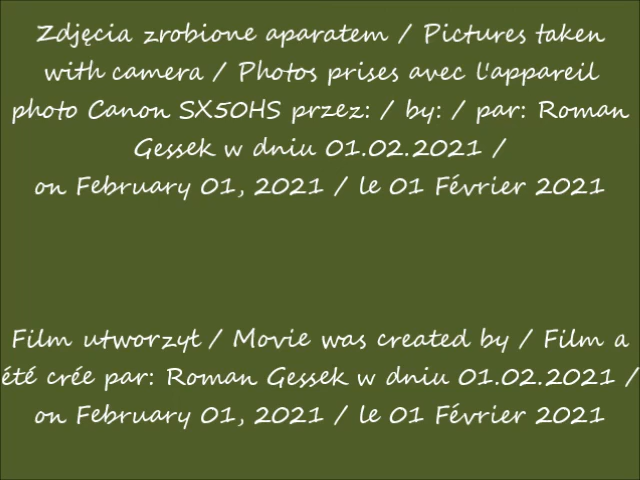 Zdjęcia zrobione aparatem / Pictures taken
with camera / Photos prises avec l'appareil
photo Canon SX50HS przez: / by: / par: Roman
Gessek w dniu 01.02.2021 /
on February 01, 2021 / le 01 Février 2021
Film utworzył / Movie was created by / Film a
été crée par: Roman Gessek w dniu 01.02.2021 /
on February 01, 2021 / le 01 Février 2021